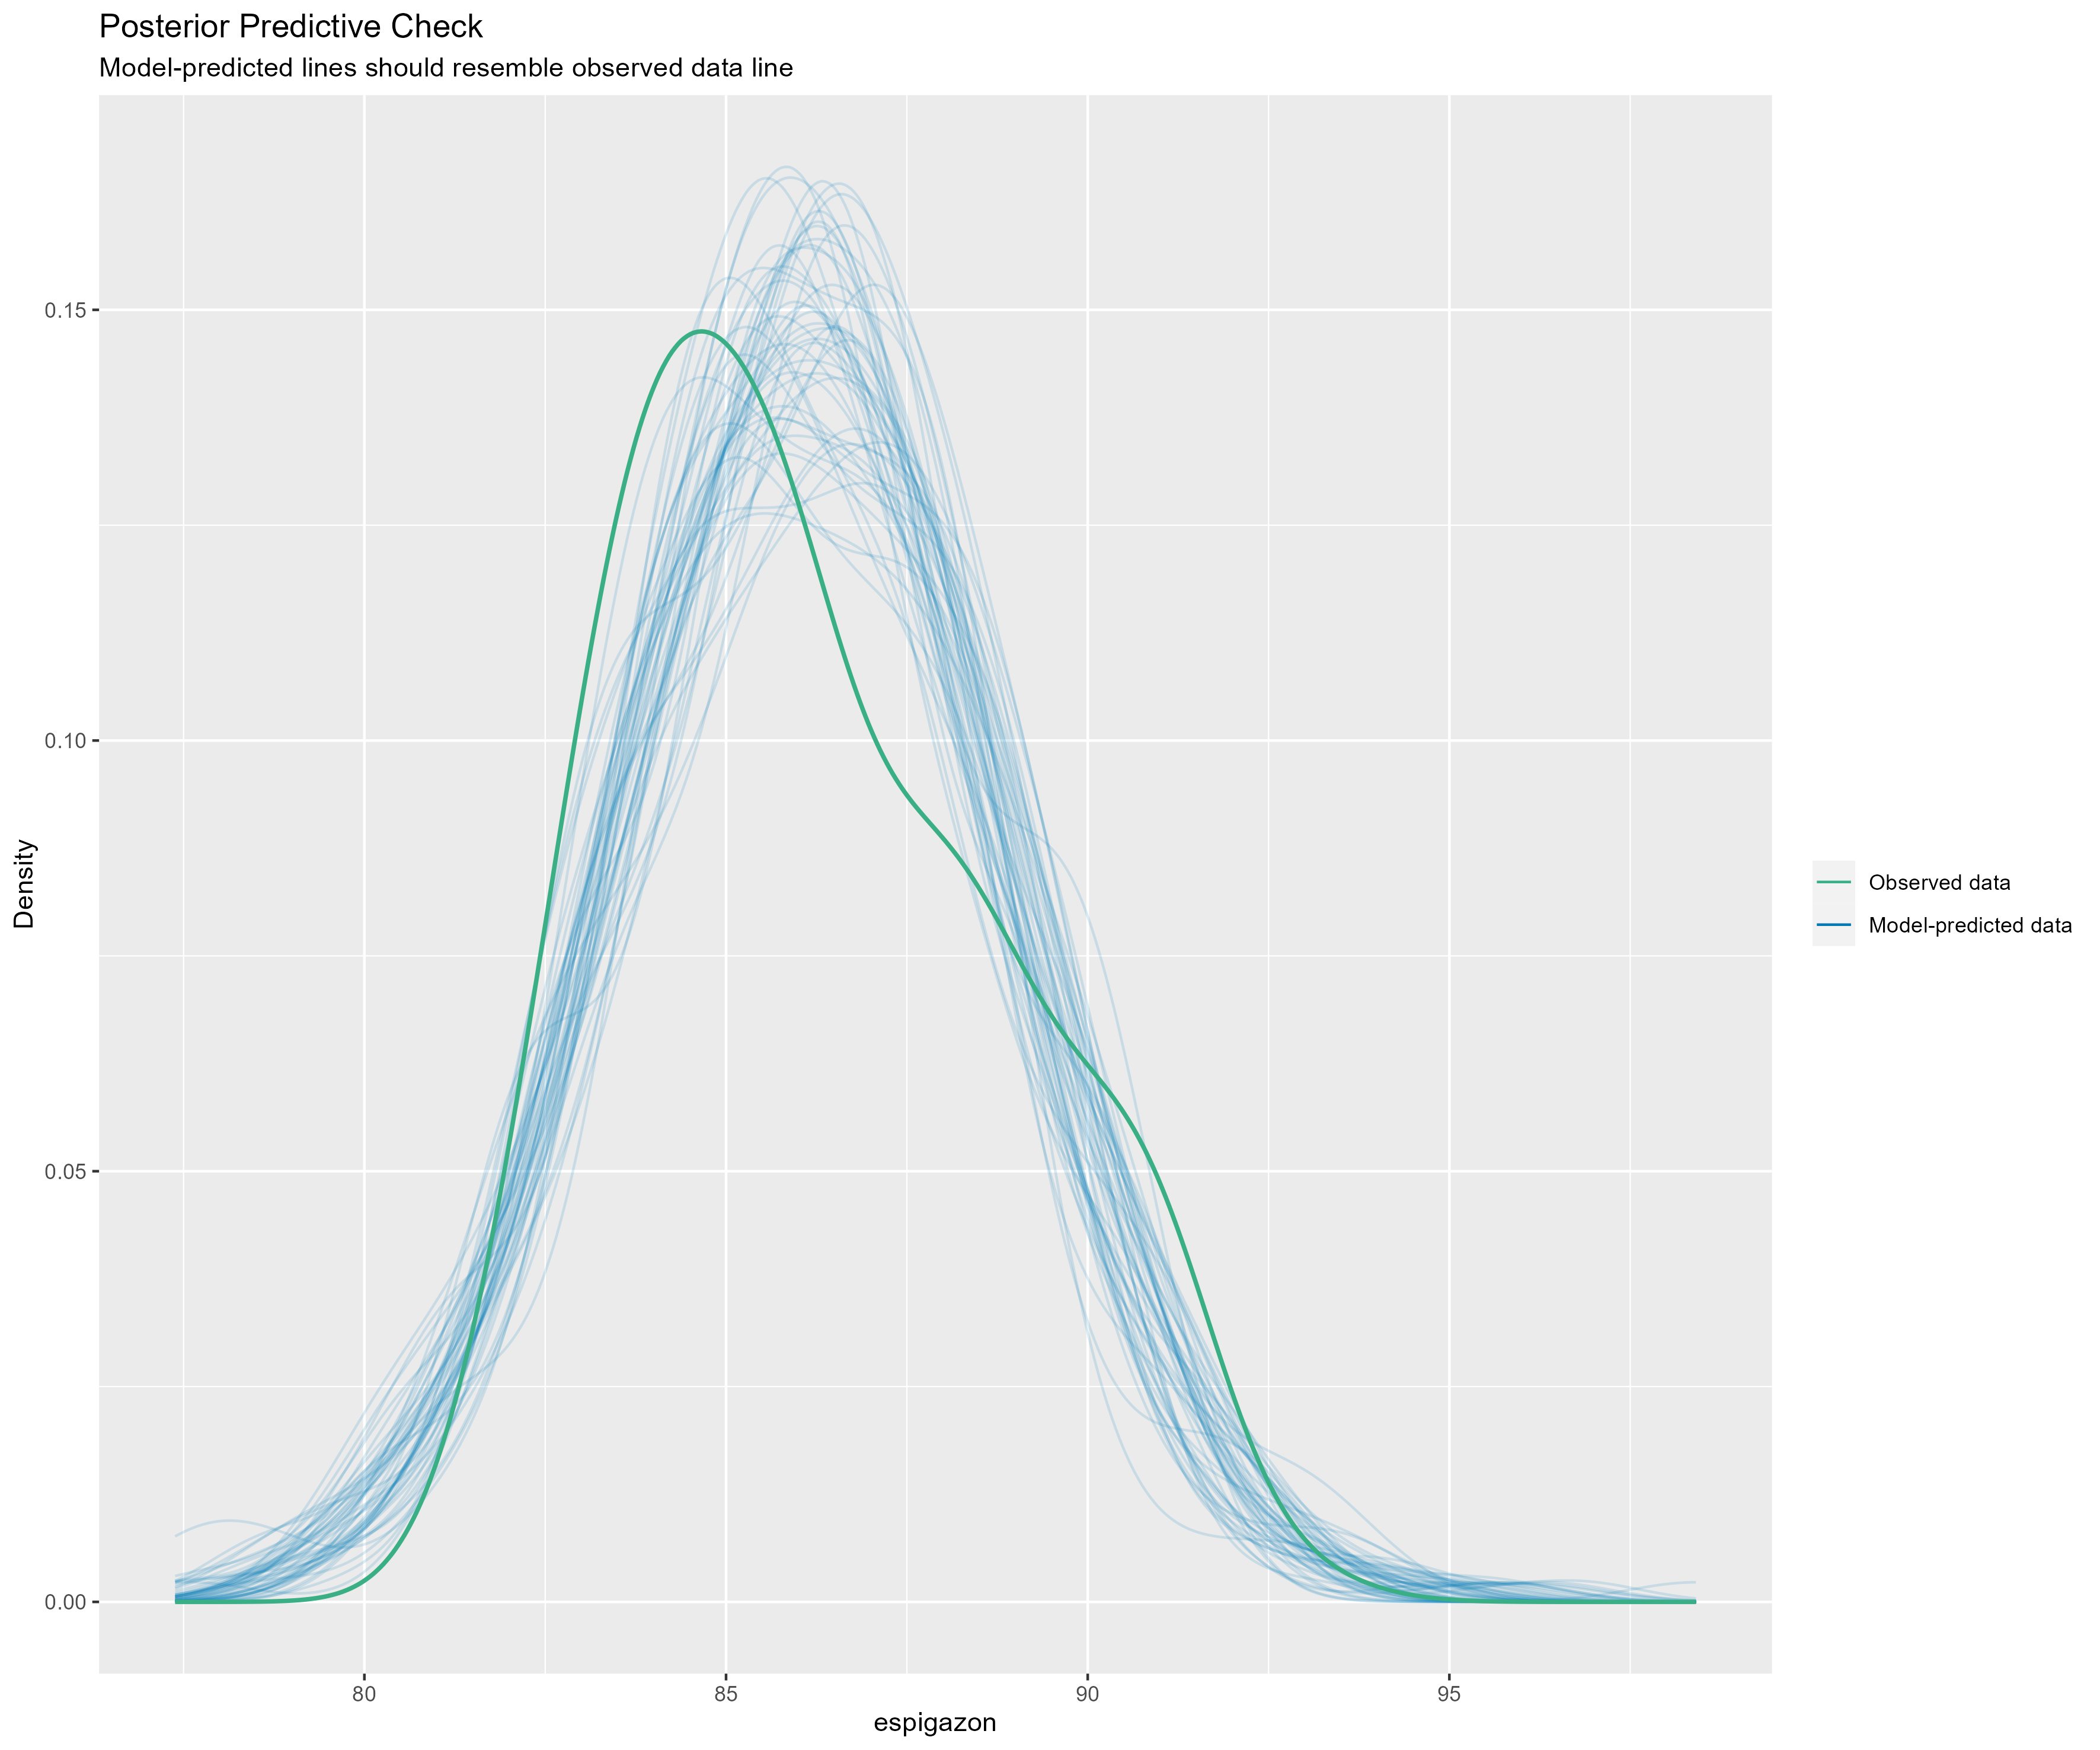 Posterior Predictive Check
Model-predicted lines should resemble observed data line
0.15
0.10
0.05
0.00
Density
80
85
90
95
espigazon
Observed data
Model-predicted data